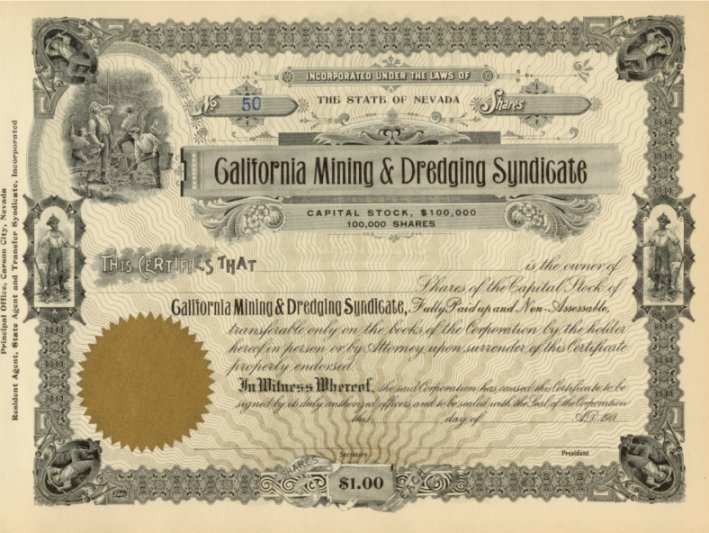 INCORPORATED UNDER THE LAWS OF
THE STATE OF NEVADA
No. 50
Shares
California Mining & Dredging Syndicate
CAPITAL STOCK, $100,000
100,000 SHARES
THIS CERTIFIES THAT
is the owner of
Shares of the Capital Stock of
California Mining & Dredging Syndicate, Fully Paid up and Non-Assessable,
transferable only on the books of the Corporation by the holder
hereof in person or by Attorney upon surrender of this Certificate
properly endorsed.
In Witness Whereof, the said Corporation has caused this Certificate to be
signed by its duly authorized officers and to be sealed with the Seal of the Corporation
this day of A.D. 190
Secretary
President
SHARES
$1.00
EACH
Principal Office, Carson City, Nevada
Resident Agent, State Agent and Transfer Syndicate, Incorporated